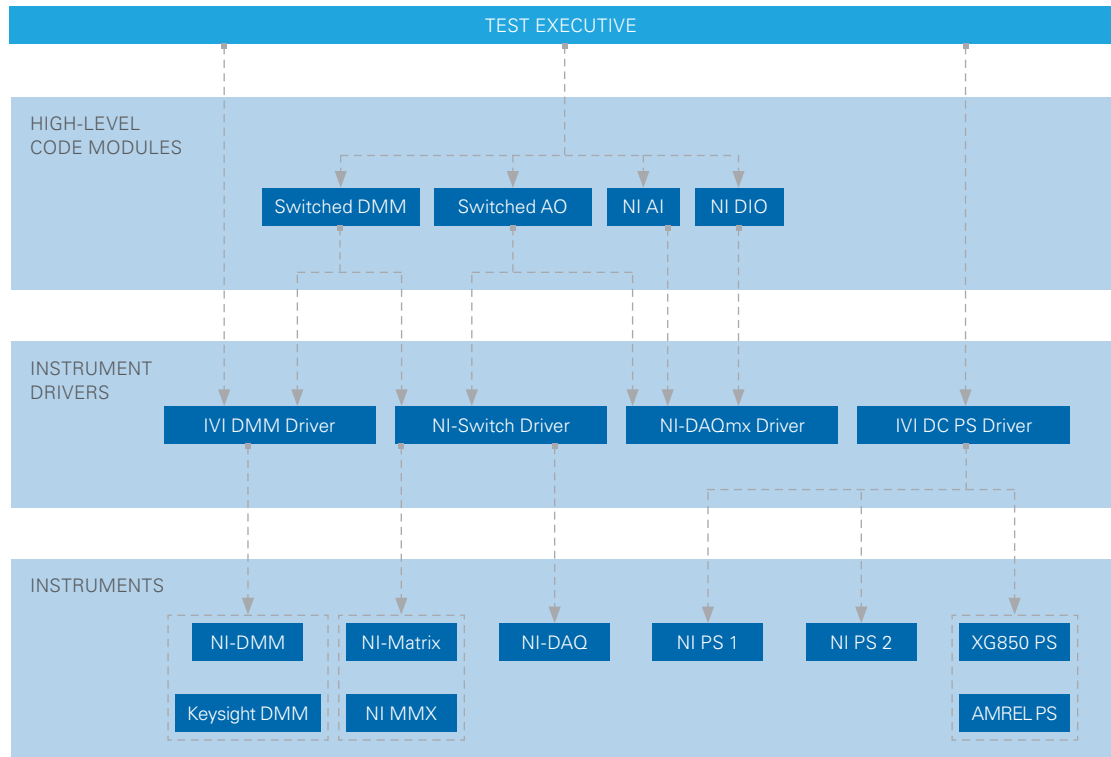 TEST EXECUTIVE
HIGH-LEVEL
CODE MODULES
Switched DMM
Switched AO
NI AI
NI DIO
INSTRUMENT
DRIVERS
IVI DMM Driver
NI-Switch Driver
NI-DAQmx Driver
IVI DC PS Driver
INSTRUMENTS
NI-DMM
NI-Matrix
NI-DAQ
NI PS 1
NI PS 2
XG850 PS
Keysight DMM
NI MMX
AMREL PS